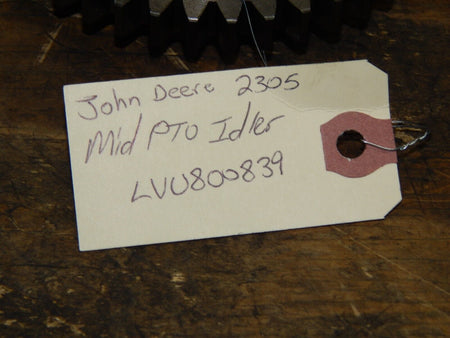 John Deere 2305
Mid PTO Idler
LVU800839